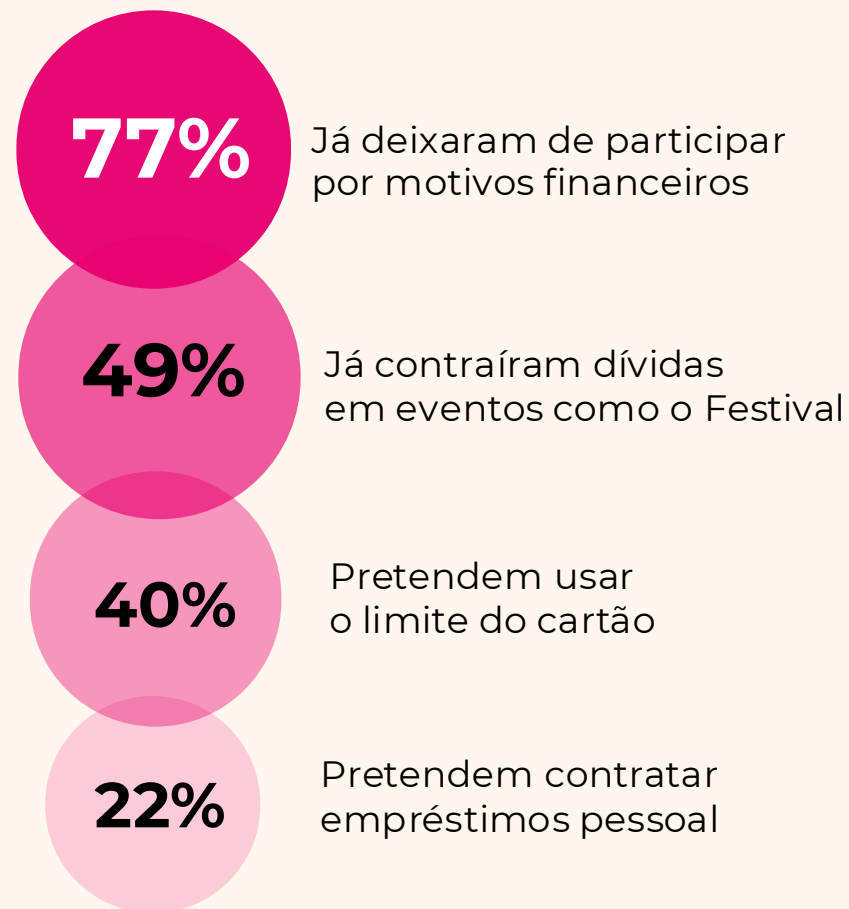 77%
Já deixaram de participar
por motivos financeiros
49%
Já contraíram dívidas
em eventos como o Festival
40%
Pretendem usar
o limite do cartão
22%
Pretendem contratar
empréstimos pessoal